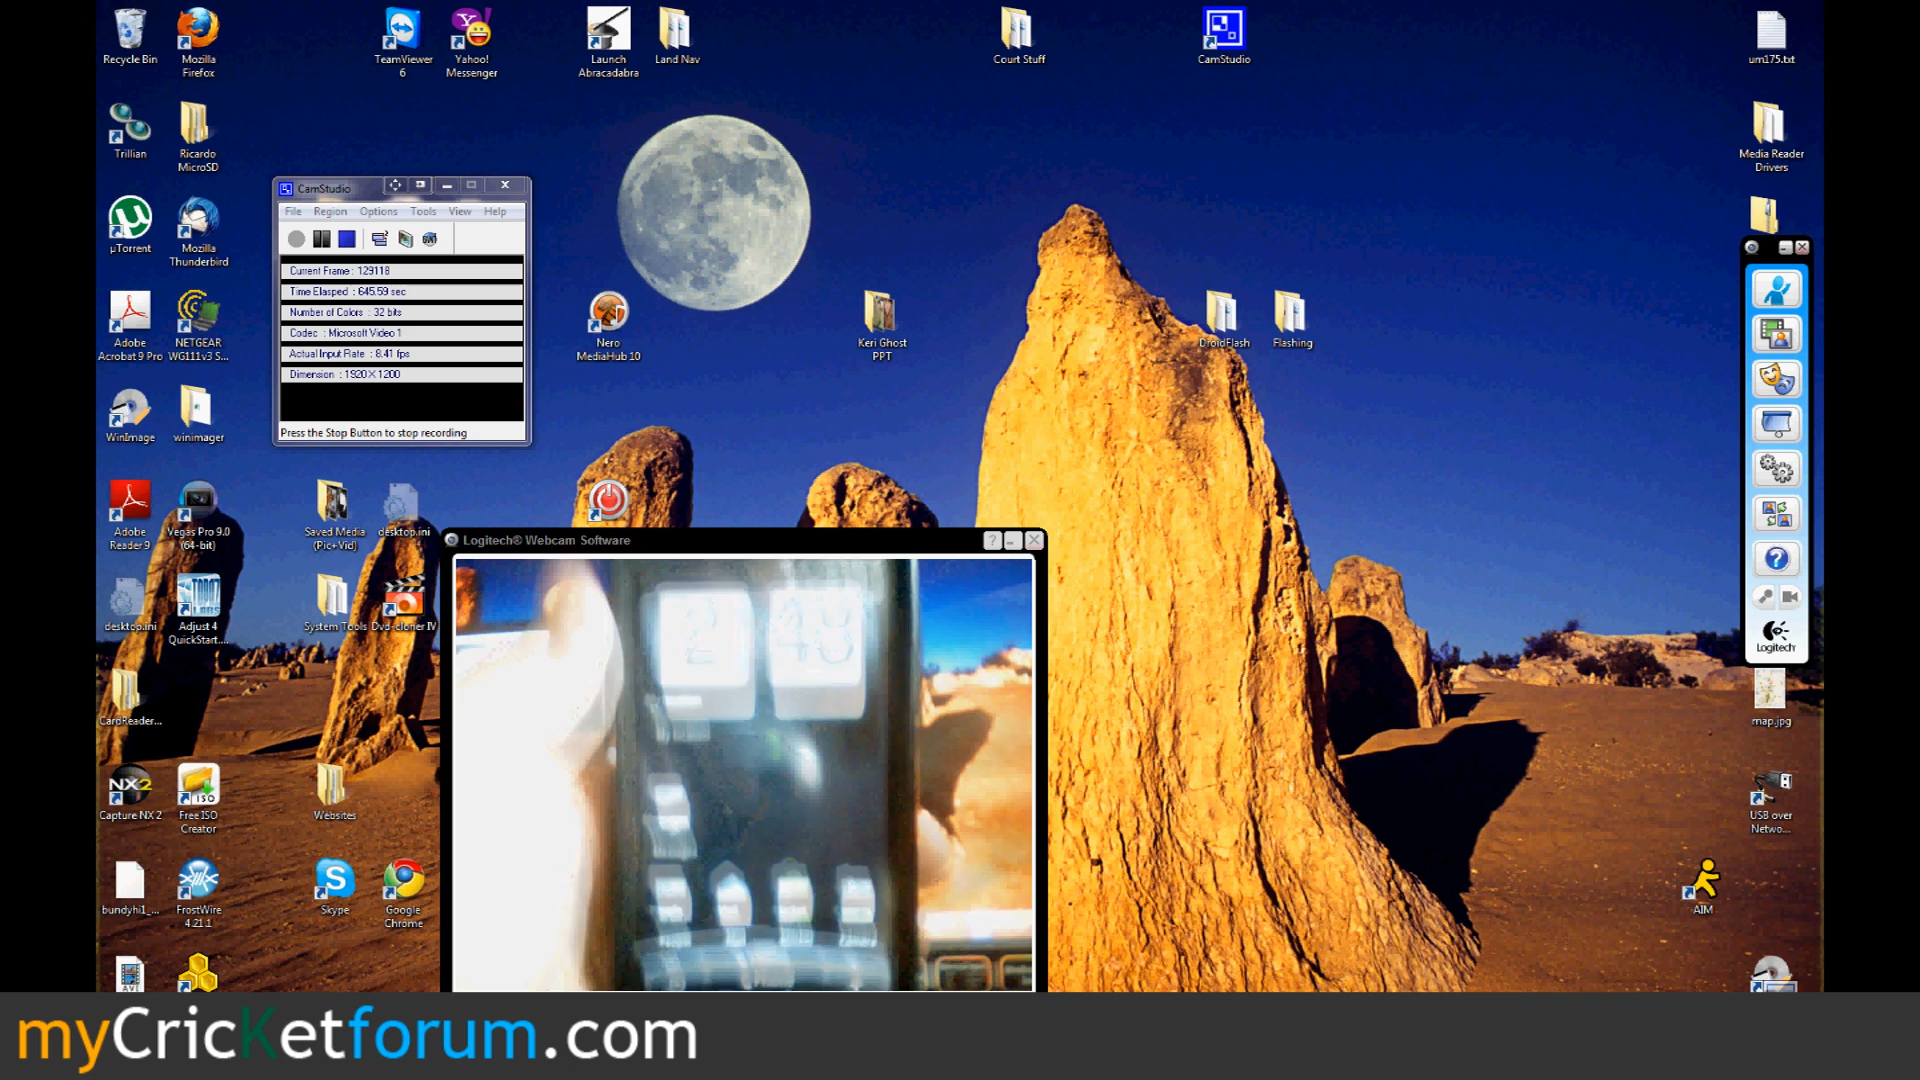 Recycle Bin
Mozilla
Firefox
TeamViewer
6
Yahoo!
Messenger
Launch
Abracadabra
Land Nav
Court Stuff
CamStudio
um175.txt
Trillian
Ricardo
MicroSD
Media Reader
Drivers
CamStudio
File Region Options Tools View Help
Current Frame : 129118
Time Elasped : 645.59 sec
Number of Colors : 32 bits
Codec : Microsoft Video 1
Actual Input Rate : 8.41 fps
Dimension : 1920 X 1200
Press the Stop Button to stop recording
µTorrent
Mozilla
Thunderbird
Adobe
Acrobat 9 Pro
NETGEAR
WG111v3 S...
Nero
MediaHub 10
Keri Ghost
PPT
DroidFlash
Flashing
WinImage
winimager
Adobe
Reader 9
Vegas Pro 9.0
(64-bit)
Saved Media
(Pic+Vid)
desktop.ini
Logitech® Webcam Software
desktop.ini
TOPAZ
LABS
Adjust 4
QuickStart....
System Tools
Dvd-cloner IV
Logitech
CardReader...
map.jpg
NX2
Capture NX 2
ISO
Free ISO
Creator
Websites
USB over
Netwo...
bundyhi1_...
FrostWire
4.21.1
Skype
Google
Chrome
AIM
AVI
myCricKetforum.com